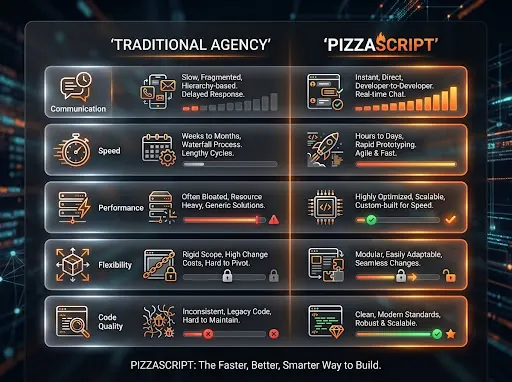 'TRADITIONAL AGENCY'
'PIZZASCRIPT'
Communication
Slow, Fragmented,
Hierarchy-based.
Delayed Response.
Instant, Direct,
Developer-to-Developer.
Real-time Chat.
Speed
Weeks to Months,
Waterfall Process.
Lengthy Cycles.
Hours to Days,
Rapid Prototyping.
Agile & Fast.
Performance
Often Bloated, Resource
Heavy, Generic Solutions.
Highly Optimized, Scalable,
Custom-built for Speed.
Flexibility
Rigid Scope, High Change
Costs, Hard to Pivot.
Modular, Easily Adaptable,
Seamless Changes.
Code
Quality
Inconsistent, Legacy Code,
Hard to Maintain.
Clean, Modern Standards,
Robust & Scalable.
PIZZASCRIPT: The Faster, Better, Smarter Way to Build.